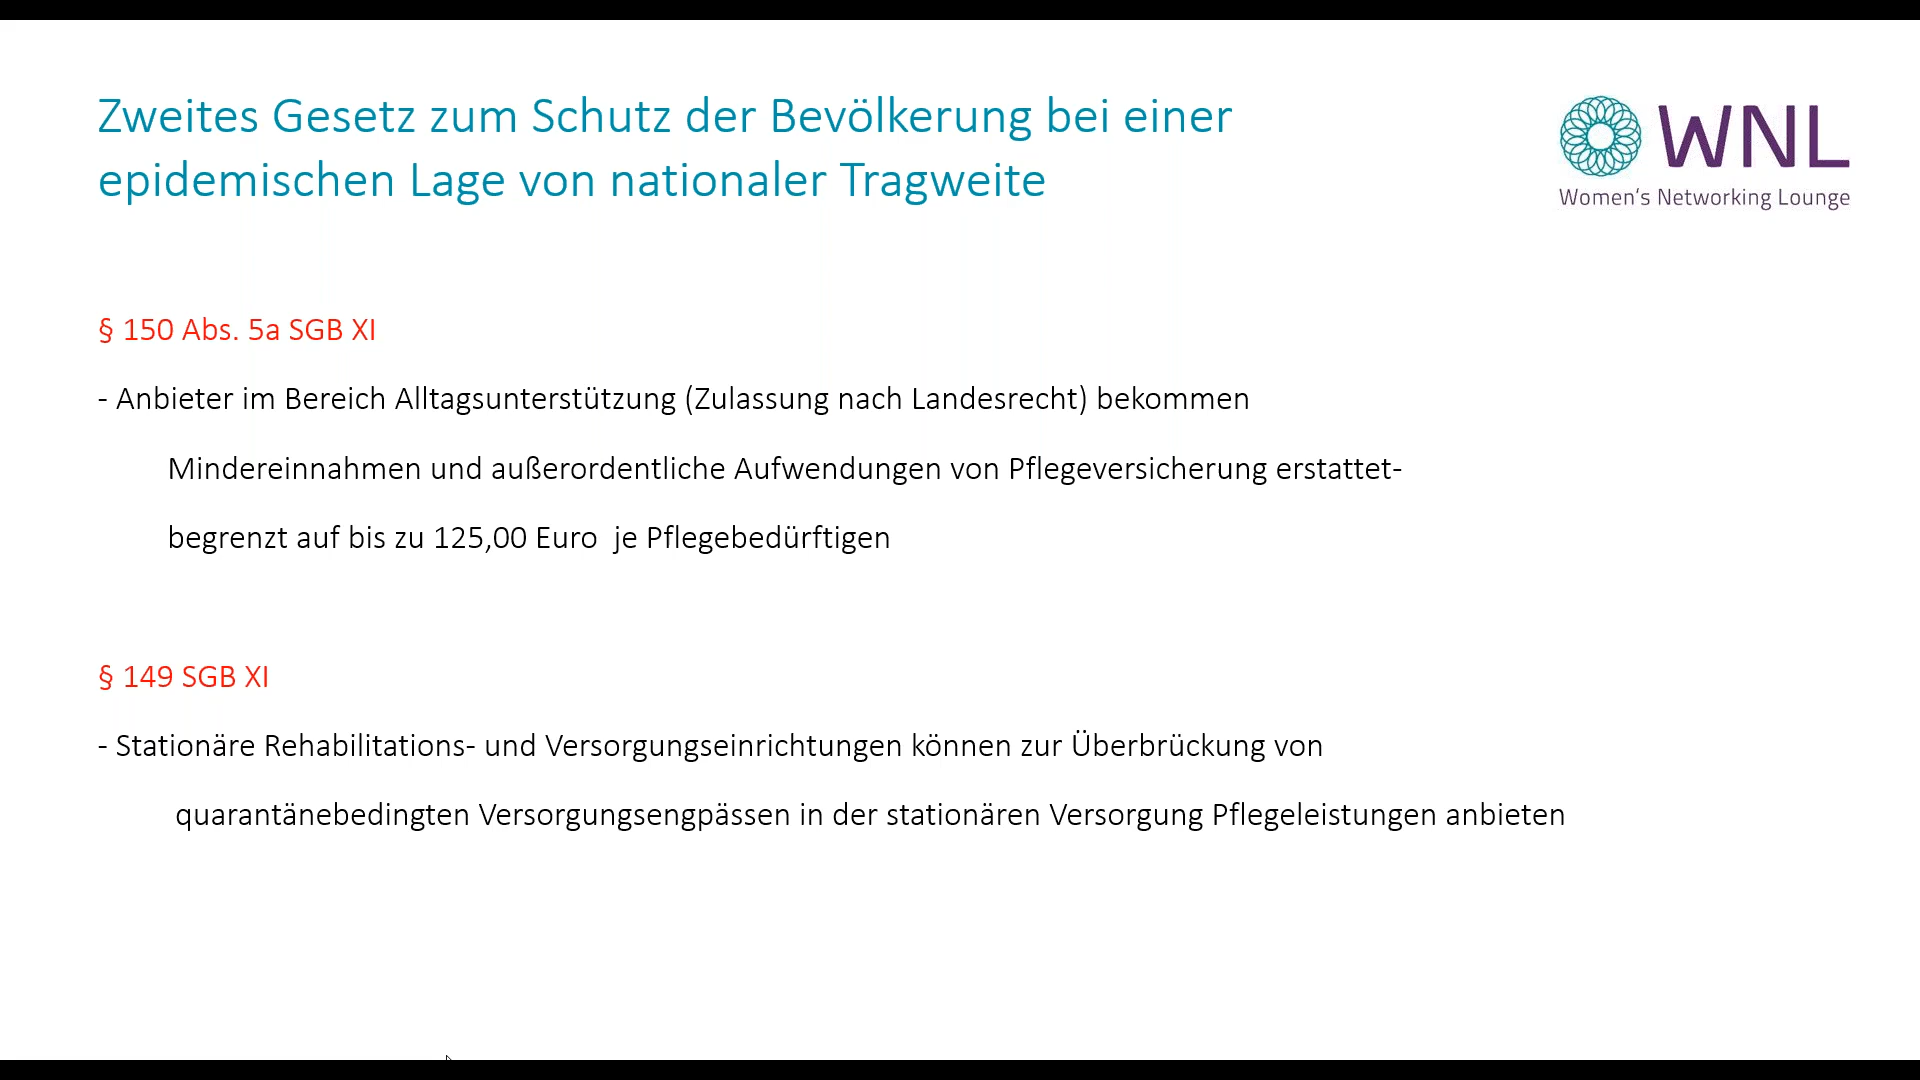 Zweites Gesetz zum Schutz der Bevölkerung bei einer
epidemischen Lage von nationaler Tragweite
WNL
Women's Networking Lounge
§ 150 Abs. 5a SGB XI
- Anbieter im Bereich Alltagsunterstützung (Zulassung nach Landesrecht) bekommen
Mindereinnahmen und außerordentliche Aufwendungen von Pflegeversicherung erstattet-
begrenzt auf bis zu 125,00 Euro  je Pflegebedürftigen
§ 149 SGB XI
- Stationäre Rehabilitations- und Versorgungseinrichtungen können zur Überbrückung von
quarantänebedingten Versorgungsengpässen in der stationären Versorgung Pflegeleistungen anbieten